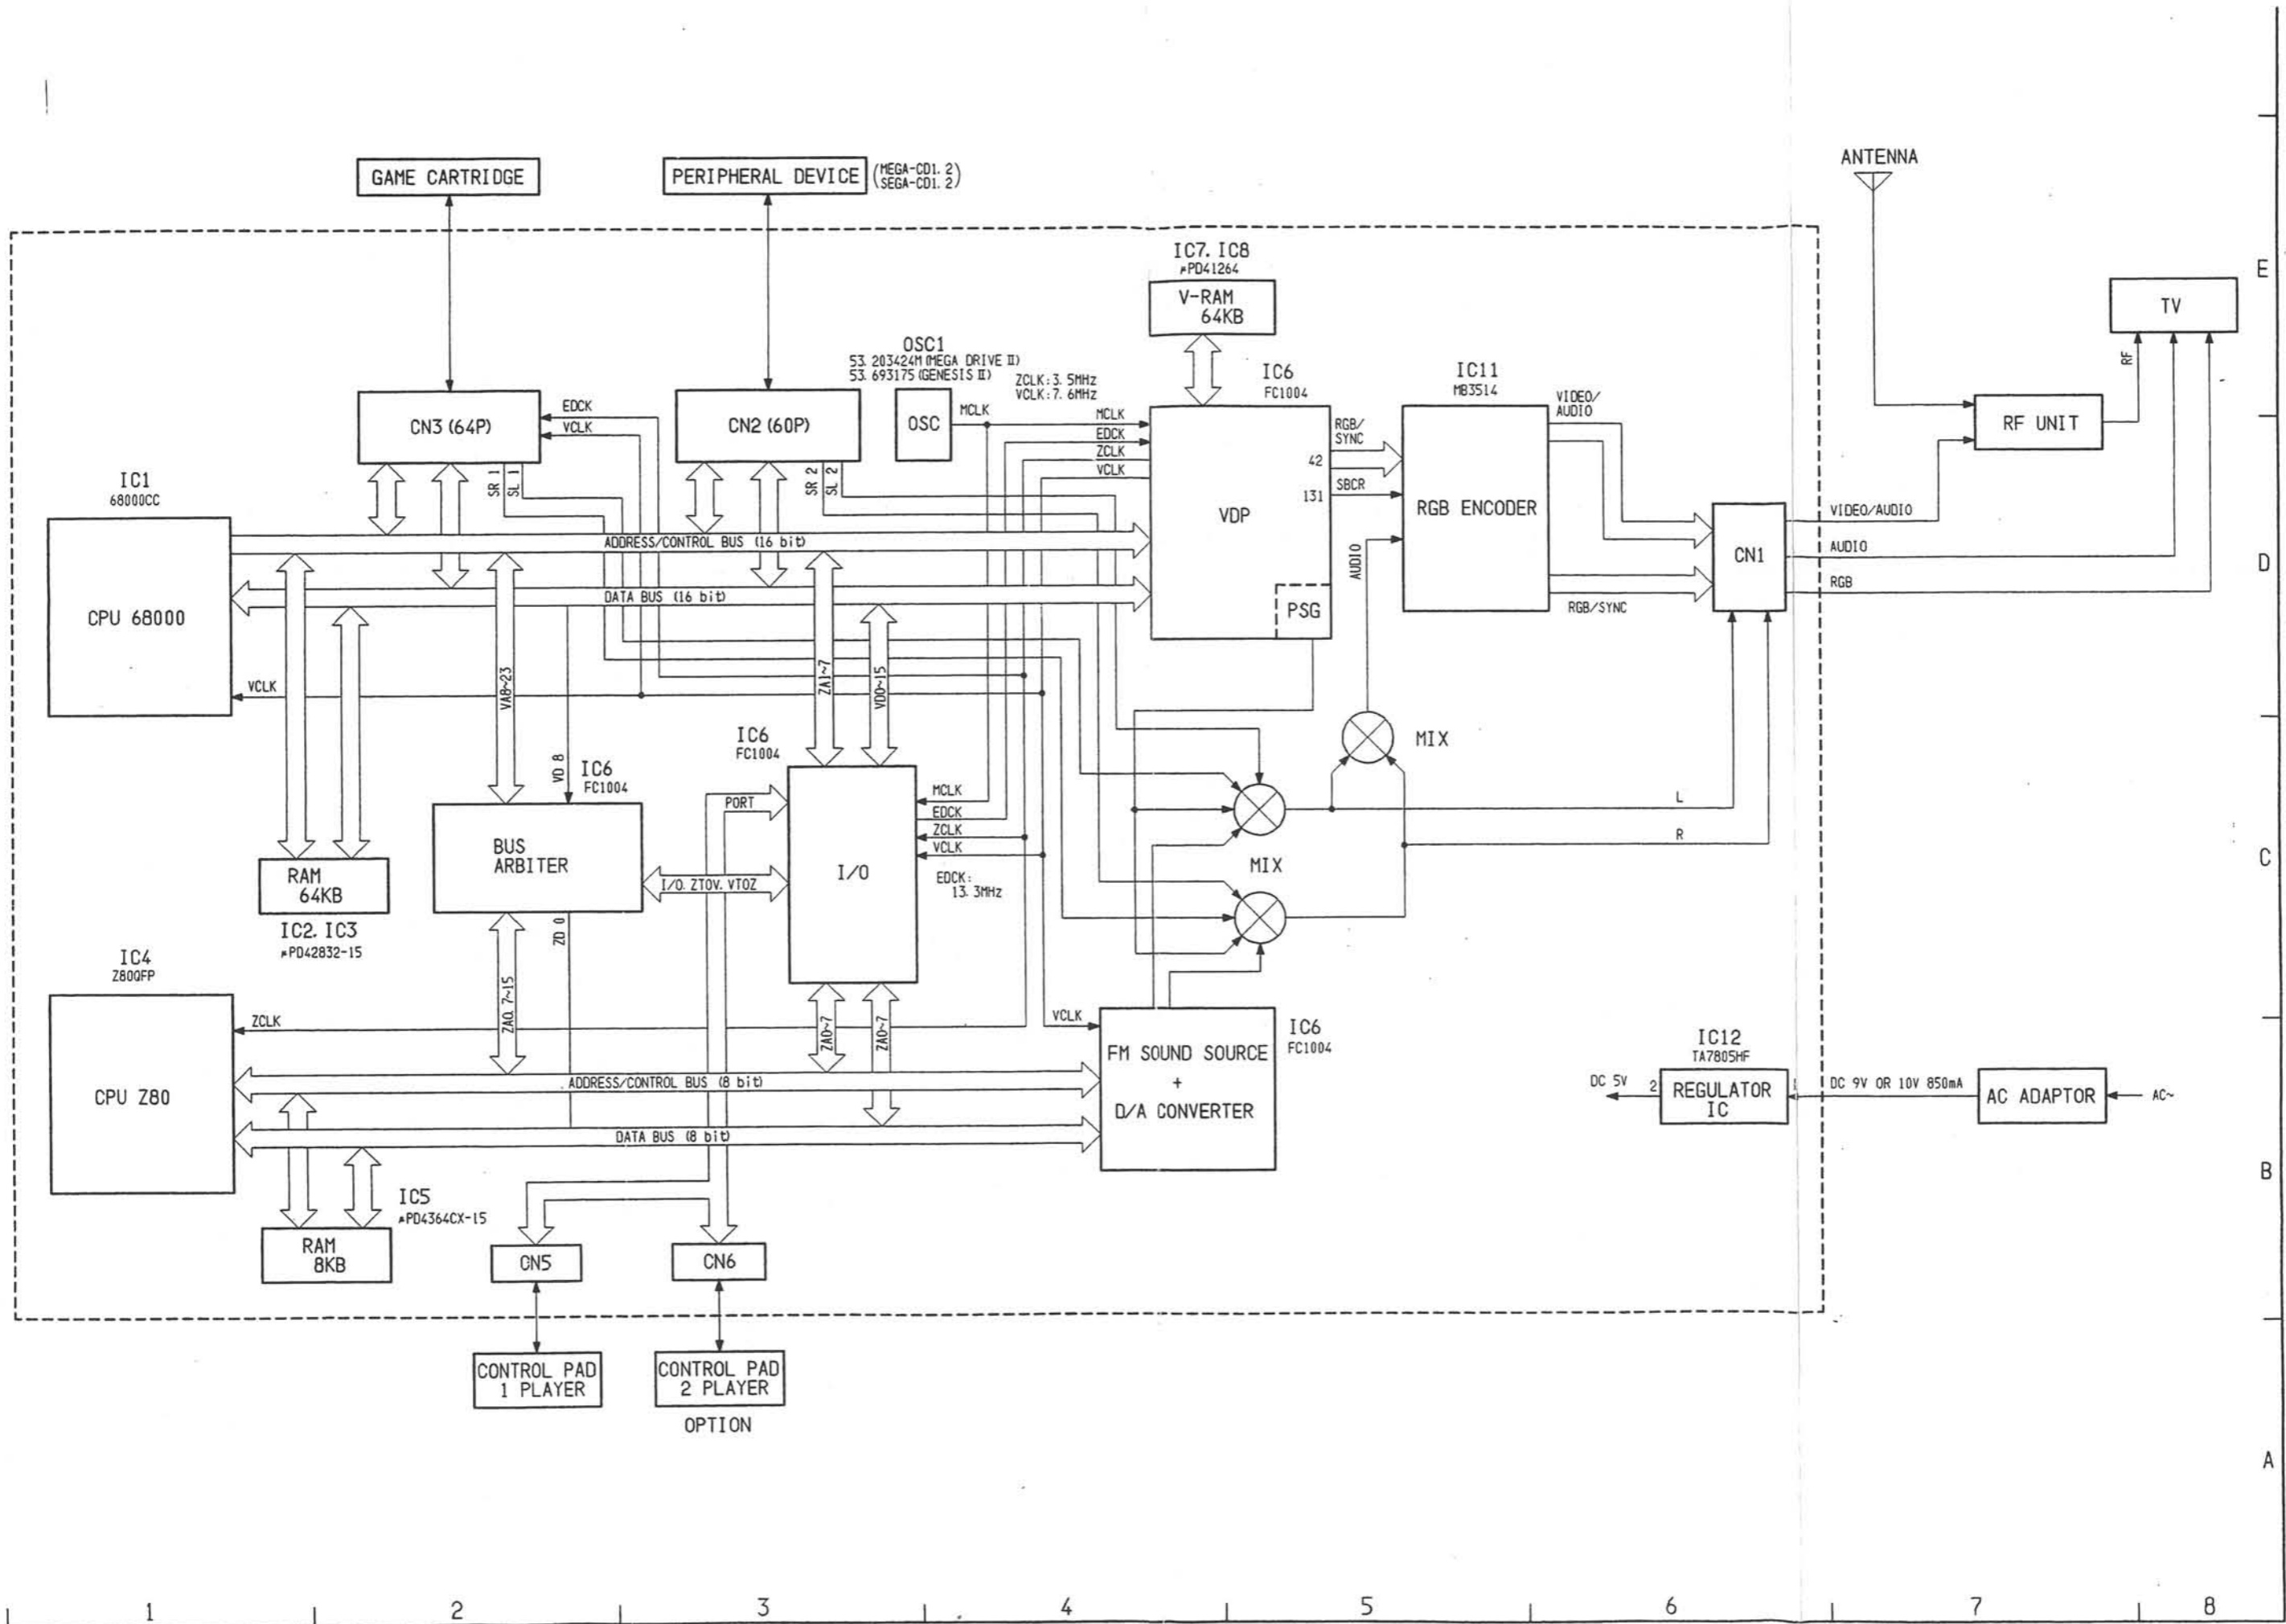 GAME CARTRIDGE
PERIPHERAL DEVICE
(MEGA-CD1. 2)
(SEGA-CD1. 2)
ANTENNA
IC7. IC8
μPD41264
V-RAM
64KB
E
TV
OSC1
53. 203424M (MEGA DRIVE II)
53. 693175 (GENESIS II)
ZCLK: 3. 5MHz
VCLK: 7. 6MHz
IC6
FC1004
IC11
MB3514
RF
CN3 (64P)
EDCK
VCLK
CN2 (60P)
OSC
MCLK
MCLK
EDCK
ZCLK
VCLK
RGB/
SYNC
42
SBCR
131
VIDEO/
AUDIO
RF UNIT
IC1
68000CC
SR 1
SL 1
SR 2
SL 2
VDP
RGB ENCODER
VIDEO/AUDIO
ADDRESS/CONTROL BUS (16 bit)
AUDIO
CN1
AUDIO
D
CPU 68000
DATA BUS (16 bit)
PSG
RGB/SYNC
RGB
VCLK
VA8~23
ZA1~7
VD0~15
IC6
FC1004
MIX
VD 8
IC6
FC1004
PORT
MCLK
EDCK
ZCLK
VCLK
L
R
BUS
ARBITER
I/O
MIX
C
RAM
64KB
I/O. ZTOV. VTOZ
EDCK:
13. 3MHz
IC2. IC3
μPD42832-15
ZD 0
IC4
Z80QFP
ZCLK
ZA0. 7~15
ZA0~7
ZA0~7
VCLK
IC6
FC1004
IC12
TA7805HF
FM SOUND SOURCE
+
D/A CONVERTER
CPU Z80
ADDRESS/CONTROL BUS (8 bit)
DC 5V
2
REGULATOR
IC
1
DC 9V OR 10V 850mA
AC ADAPTOR
AC~
DATA BUS (8 bit)
B
IC5
μPD4364CX-15
RAM
8KB
CN5
CN6
CONTROL PAD
1 PLAYER
CONTROL PAD
2 PLAYER
OPTION
A
1
2
3
4
5
6
7
8